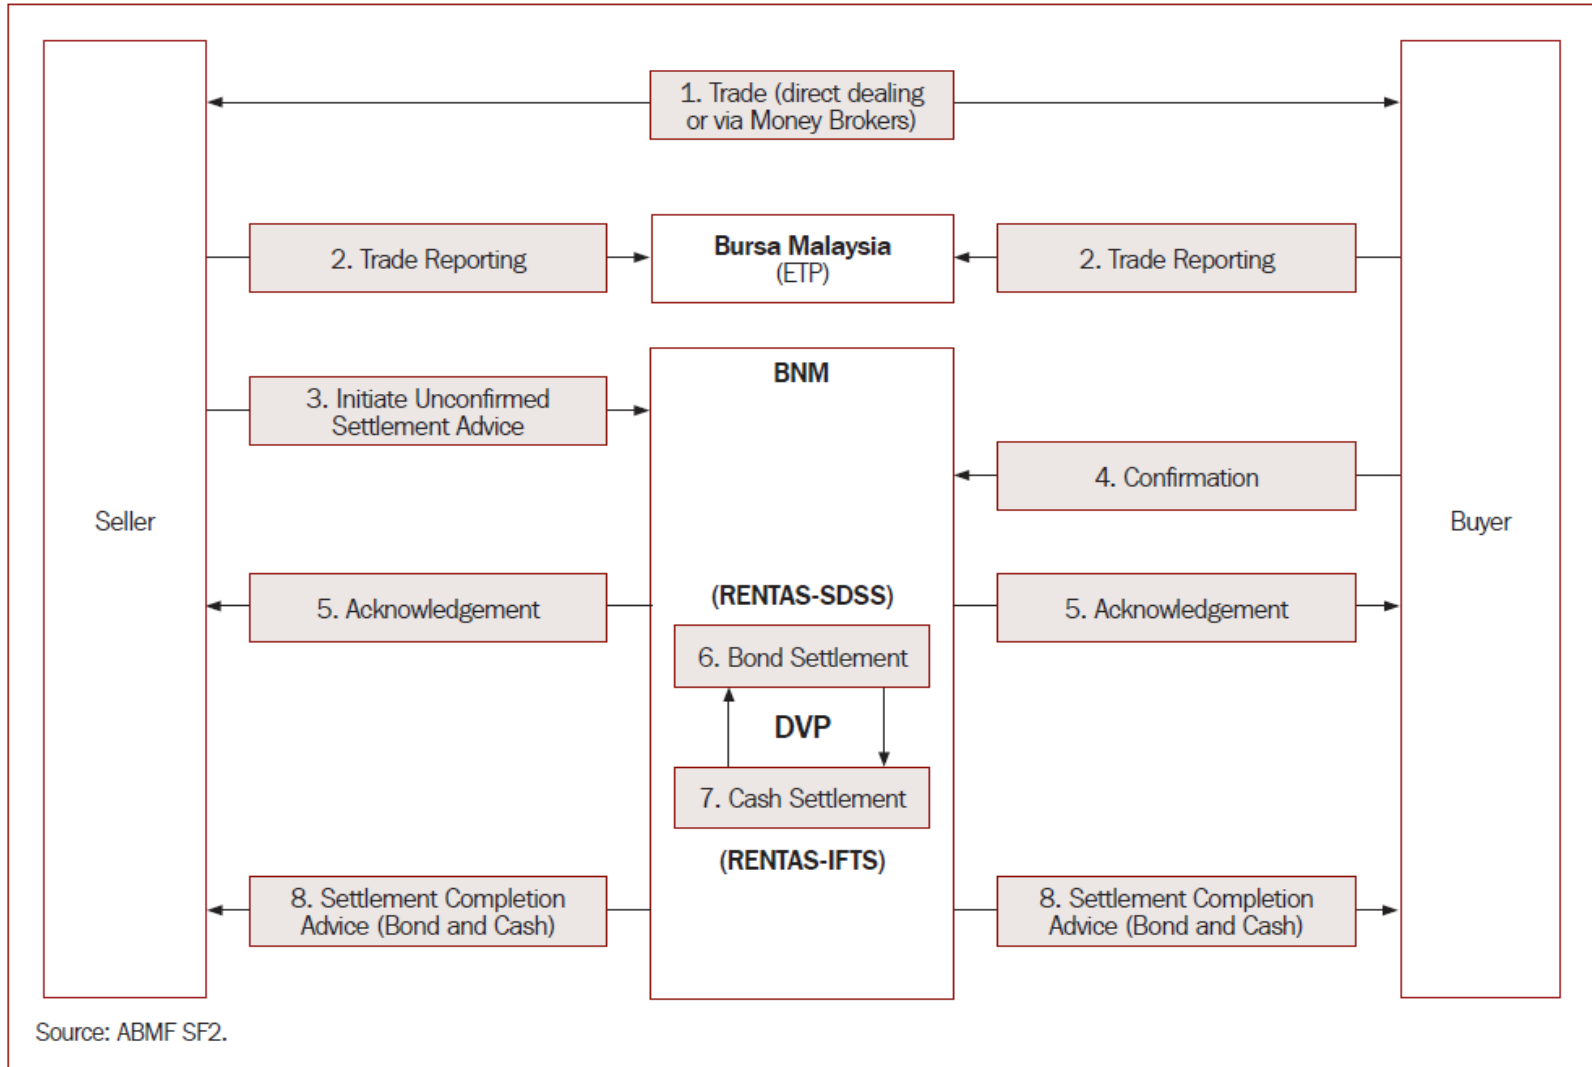 1. Trade (direct dealing
or via Money Brokers)
2. Trade Reporting
Bursa Malaysia
(ETP)
2. Trade Reporting
BNM
3. Initiate Unconfirmed
Settlement Advice
4. Confirmation
Seller
Buyer
(RENTAS-SDSS)
5. Acknowledgement
5. Acknowledgement
6. Bond Settlement
DVP
7. Cash Settlement
(RENTAS-IFTS)
8. Settlement Completion
Advice (Bond and Cash)
8. Settlement Completion
Advice (Bond and Cash)
Source: ABMF SF2.